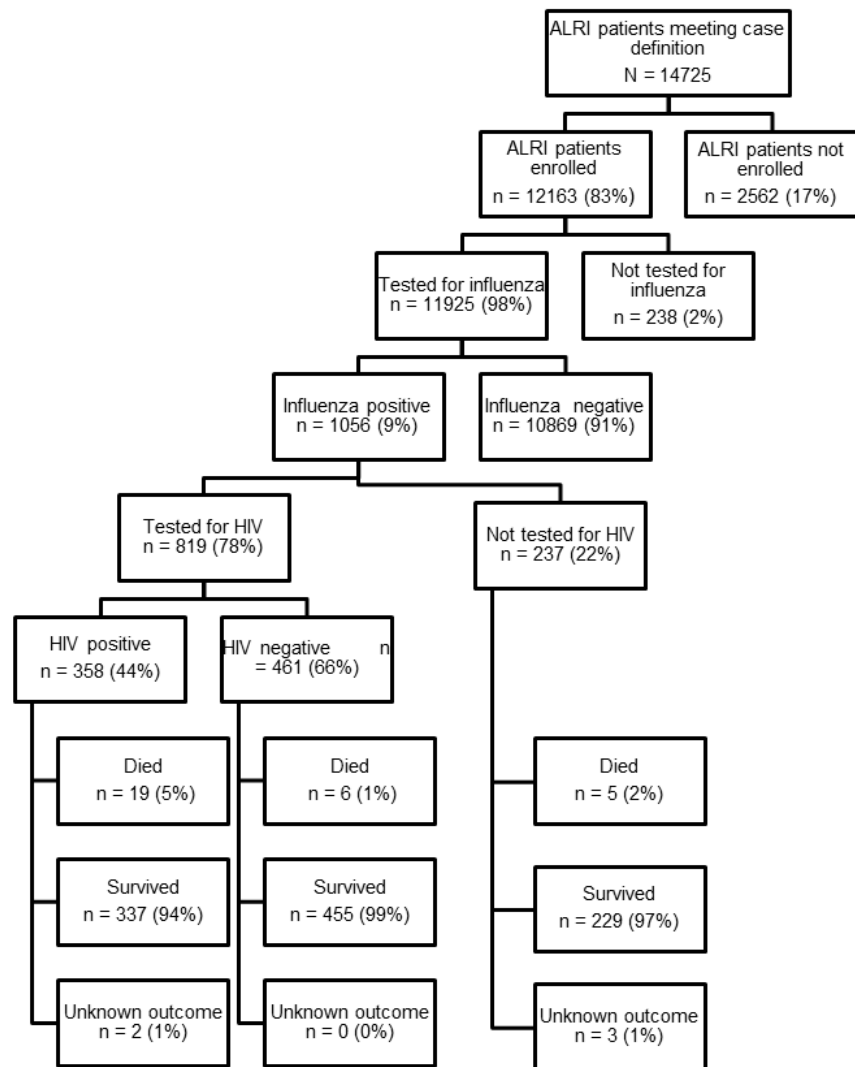 ALRI patients meeting case
definition
N = 14725
ALRI patients
enrolled
n = 12163 (83%)
ALRI patients not
enrolled
n = 2562 (17%)
Tested for influenza
n = 11925 (98%)
Not tested for
influenza
n = 238 (2%)
Influenza positive
n = 1056 (9%)
Influenza negative
n = 10869 (91%)
Tested for HIV
n = 819 (78%)
Not tested for HIV
n = 237 (22%)
HIV positive
n = 358 (44%)
HIV negative n
= 461 (66%)
Died
n = 19 (5%)
Died
n = 6 (1%)
Died
n = 5 (2%)
Survived
n = 337 (94%)
Survived
n = 455 (99%)
Survived
n = 229 (97%)
Unknown outcome
n = 2 (1%)
Unknown outcome
n = 0 (0%)
Unknown outcome
n = 3 (1%)